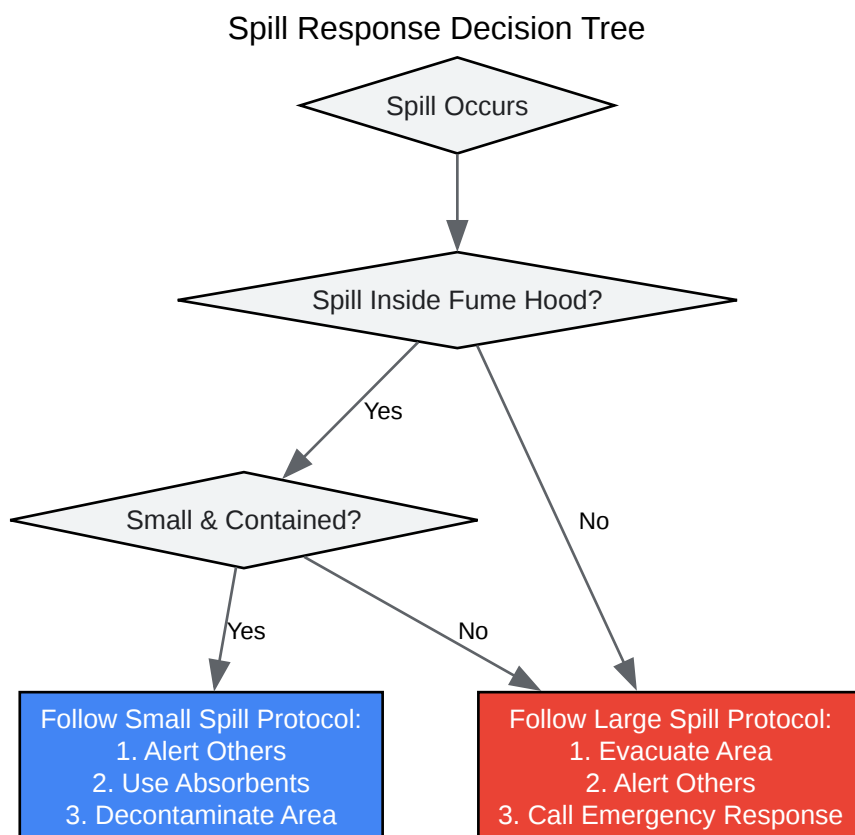 Spill Response Decision Tree
Spill Occurs
Spill Inside Fume Hood?
Yes
Small & Contained?
No
Yes
No
Follow Small Spill Protocol:
1. Alert Others
2. Use Absorbents
3. Decontaminate Area
Follow Large Spill Protocol:
1. Evacuate Area
2. Alert Others
3. Call Emergency Response